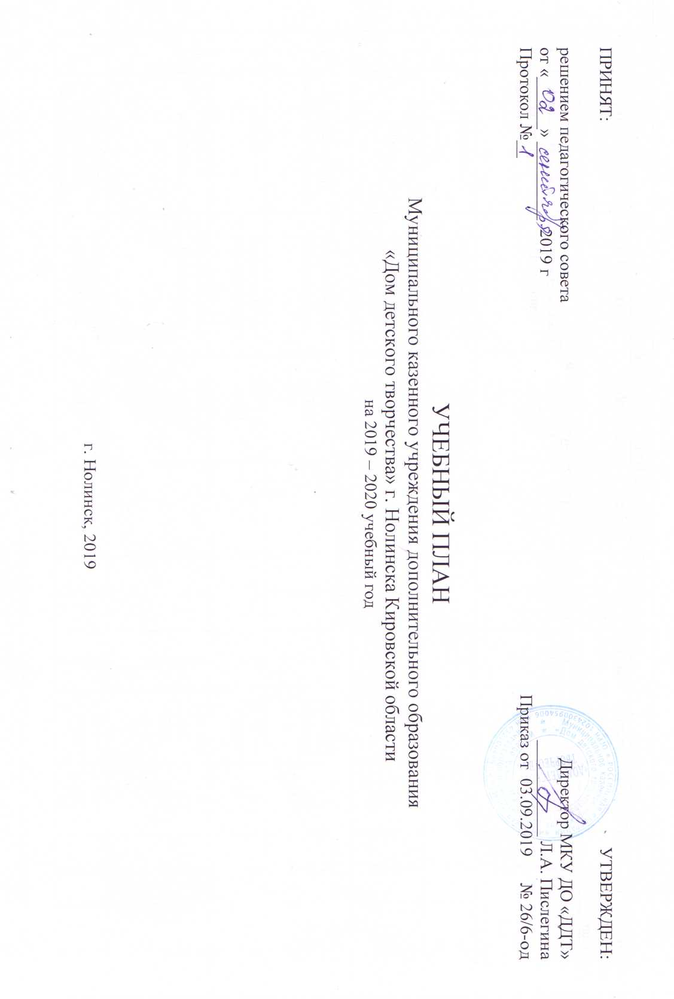 ПРИНЯТ:
решением педагогического совета
от « 02 » сентября 2019 г
Протокол № 1
УТВЕРЖДЕН:
Директор МКУ ДО «ДДТ»
Л.А. Пислегина
Приказ от 03.09.2019 № 26/6-од
УЧЕБНЫЙ ПЛАН
Муниципального казенного учреждения дополнительного образования
«Дом детского творчества» г. Нолинска Кировской области
на 2019 – 2020 учебный год
г. Нолинск, 2019